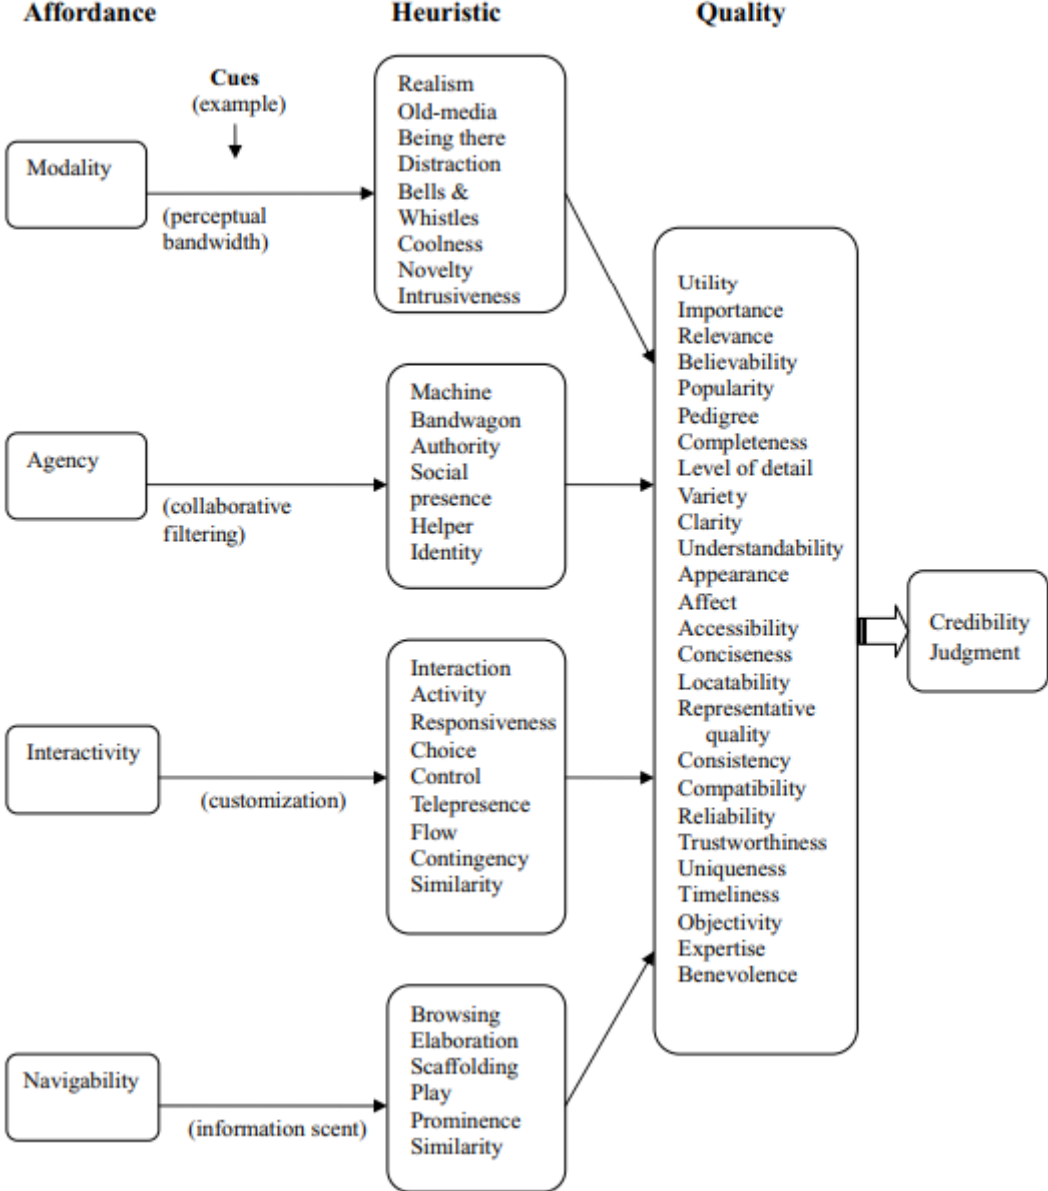 Affordance
Heuristic
Quality
Cues
(example)
Modality
(perceptual
bandwidth)
Realism
Old-media
Being there
Distraction
Bells &
Whistles
Coolness
Novelty
Intrusiveness
Agency
(collaborative
filtering)
Machine
Bandwagon
Authority
Social
presence
Helper
Identity
Interactivity
(customization)
Interaction
Activity
Responsiveness
Choice
Control
Telepresence
Flow
Contingency
Similarity
Navigability
(information scent)
Browsing
Elaboration
Scaffolding
Play
Prominence
Similarity
Utility
Importance
Relevance
Believability
Popularity
Pedigree
Completeness
Level of detail
Variety
Clarity
Understandability
Appearance
Affect
Accessibility
Conciseness
Locatability
Representative
quality
Consistency
Compatibility
Reliability
Trustworthiness
Uniqueness
Timeliness
Objectivity
Expertise
Benevolence
Credibility
Judgment